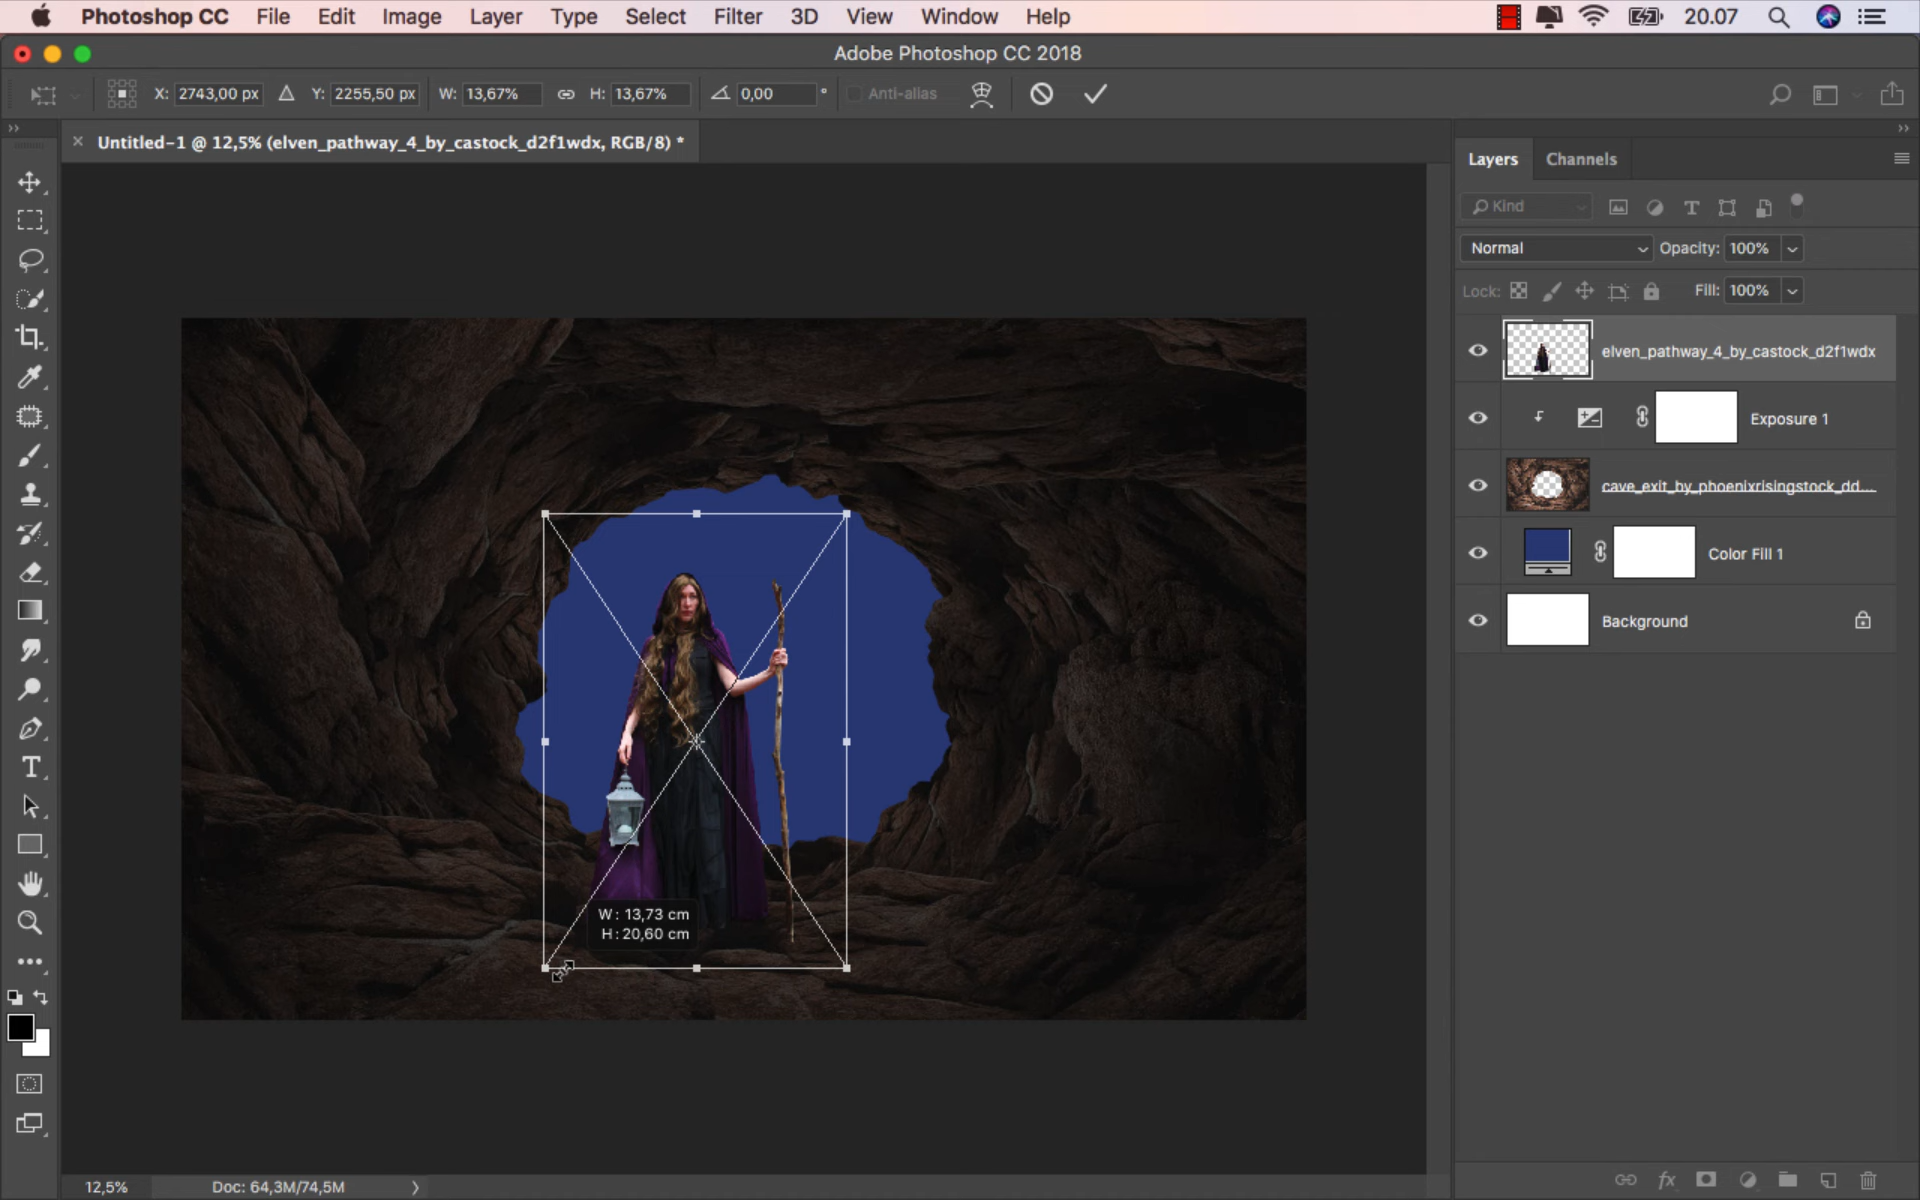 Photoshop CC File Edit Image Layer Type Select Filter 3D View Window Help 20.07
Adobe Photoshop CC 2018
X: 2743,00 px Y: 2255,50 px W: 13,67% H: 13,67% 0,00 ° Anti-alias
Untitled-1 @ 12,5% (elven_pathway_4_by_castock_d2f1wdx, RGB/8) *
Layers Channels
Kind
Normal Opacity: 100%
Lock: Fill: 100%
elven_pathway_4_by_castock_d2f1wdx
Exposure 1
cave_exit_by_phoenixrisingstock_dd...
Color Fill 1
Background
W: 13,73 cm
H: 20,60 cm
12,5% Doc: 64,3M/74,5M